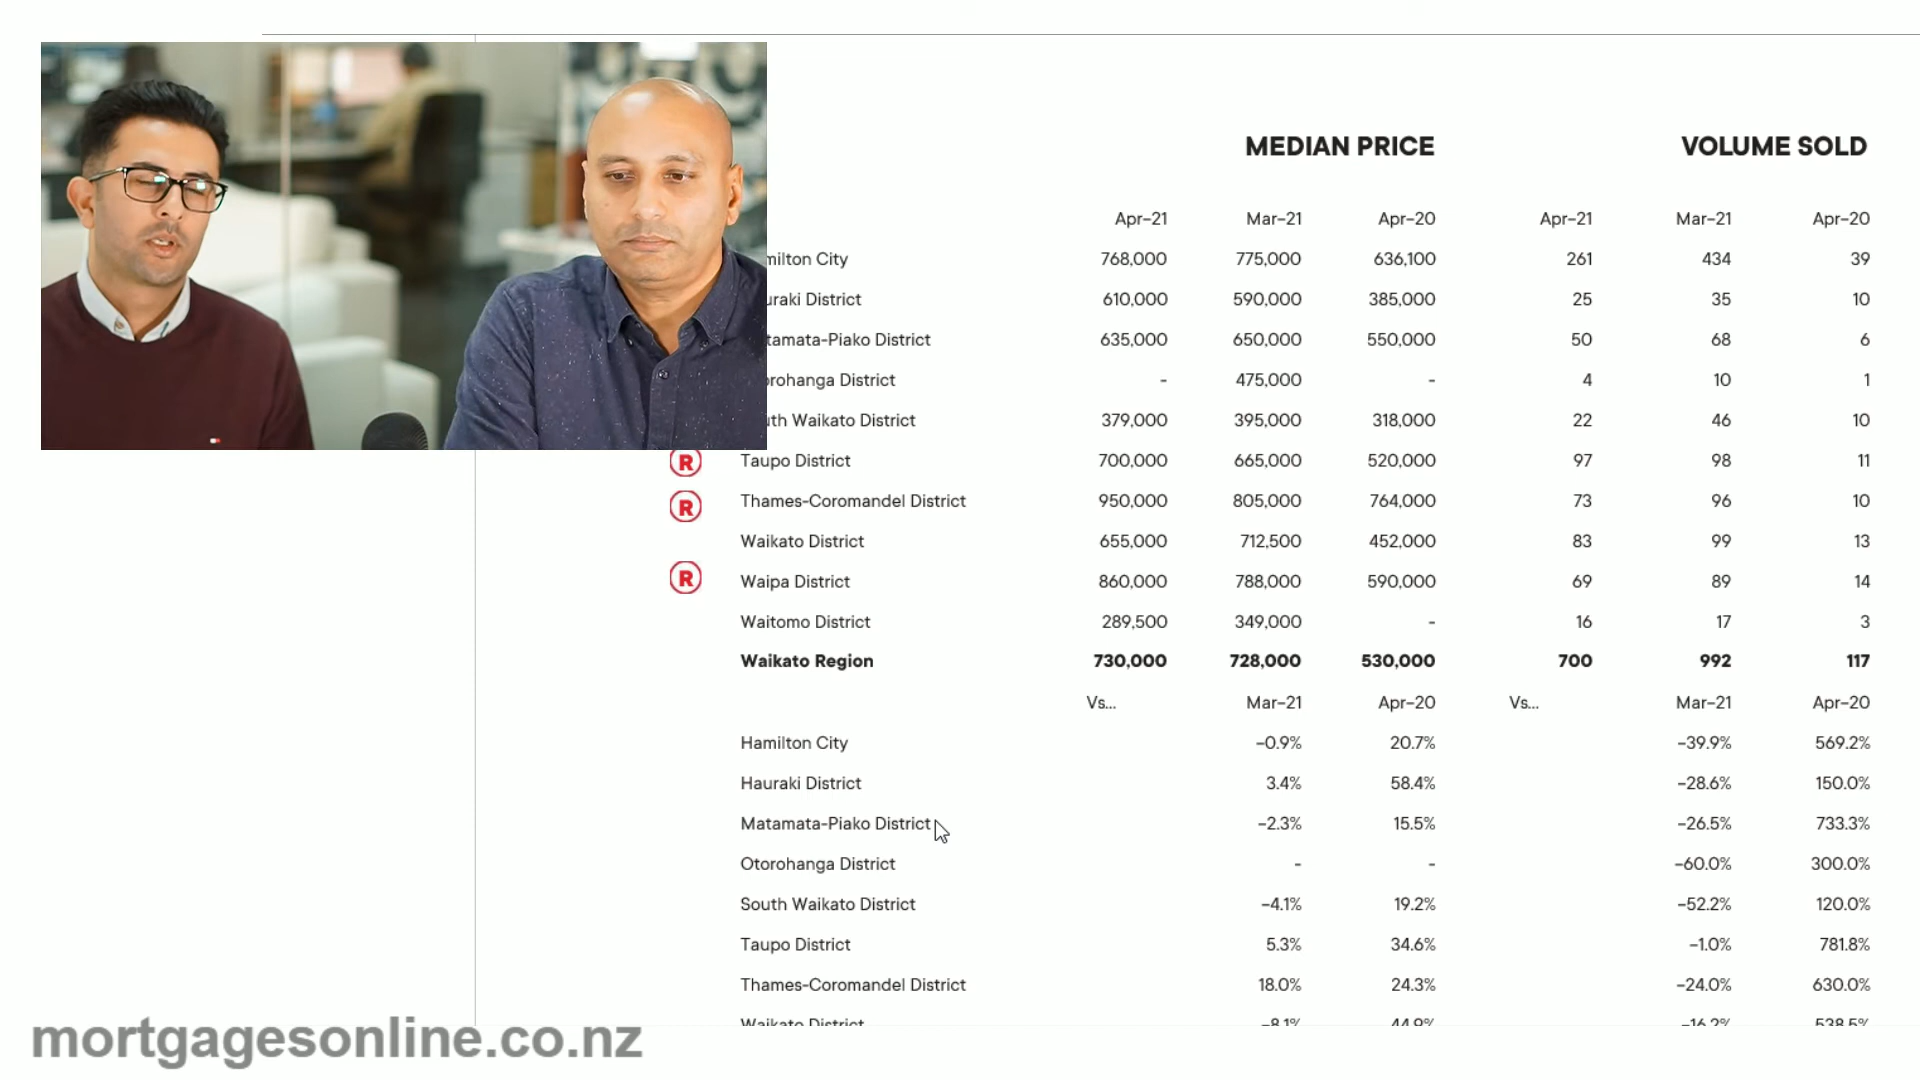 MEDIAN PRICE VOLUME SOLD
Apr-21 Mar-21 Apr-20 Apr-21 Mar-21 Apr-20
milton City 768,000 775,000 636,100 261 434 39
uraki District 610,000 590,000 385,000 25 35 10
tamata-Piako District 635,000 650,000 550,000 50 68 6
rohanga District - 475,000 - 4 10 1
th Waikato District 379,000 395,000 318,000 22 46 10
R Taupo District 700,000 665,000 520,000 97 98 11
R Thames-Coromandel District 950,000 805,000 764,000 73 96 10
Waikato District 655,000 712,500 452,000 83 99 13
R Waipa District 860,000 788,000 590,000 69 89 14
Waitomo District 289,500 349,000 - 16 17 3
Waikato Region 730,000 728,000 530,000 700 992 117
Vs... Mar-21 Apr-20 Vs... Mar-21 Apr-20
Hamilton City -0.9% 20.7% -39.9% 569.2%
Hauraki District 3.4% 58.4% -28.6% 150.0%
Matamata-Piako District -2.3% 15.5% -26.5% 733.3%
Otorohanga District - - -60.0% 300.0%
South Waikato District -4.1% 19.2% -52.2% 120.0%
Taupo District 5.3% 34.6% -1.0% 781.8%
Thames-Coromandel District 18.0% 24.3% -24.0% 630.0%
Waikato District -8.1% 44.9% -16.2% 538.5%
mortgagesonline.co.nz